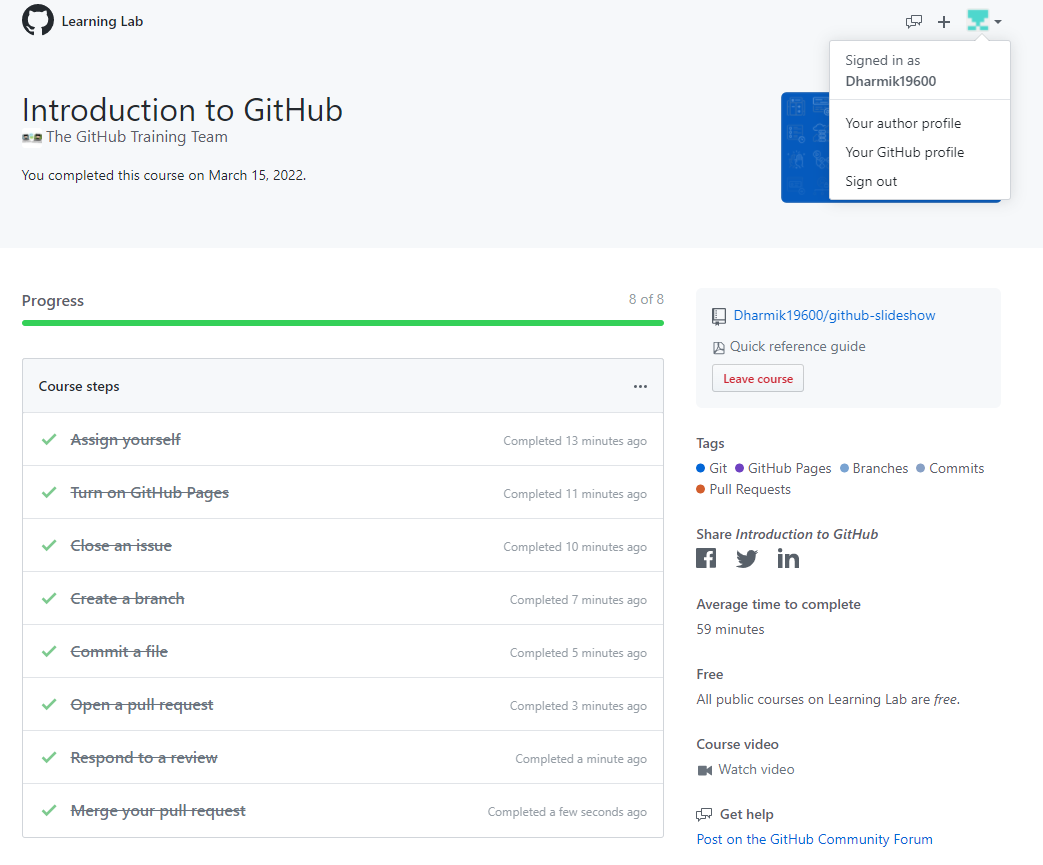 Learning Lab
Signed in as
Dharmik19600
Your author profile
Your GitHub profile
Sign out
Introduction to GitHub
The GitHub Training Team
You completed this course on March 15, 2022.
Progress
8 of 8
Course steps
Assign yourself Completed 13 minutes ago
Turn on GitHub Pages Completed 11 minutes ago
Close an issue Completed 10 minutes ago
Create a branch Completed 7 minutes ago
Commit a file Completed 5 minutes ago
Open a pull request Completed 3 minutes ago
Respond to a review Completed a minute ago
Merge your pull request Completed a few seconds ago
Dharmik19600/github-slideshow
Quick reference guide
Leave course
Tags
Git GitHub Pages Branches Commits
Pull Requests
Share Introduction to GitHub
Average time to complete
59 minutes
Free
All public courses on Learning Lab are free.
Course video
Watch video
Get help
Post on the GitHub Community Forum